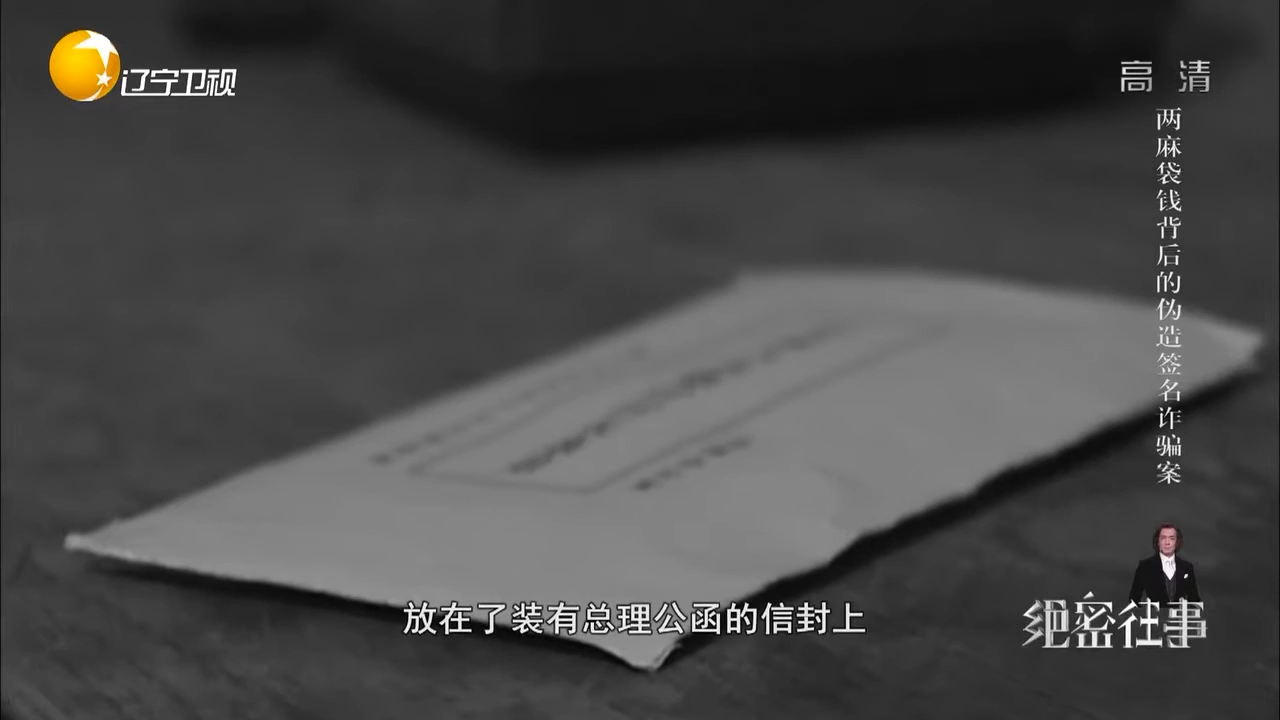 辽宁卫视
高清
两麻袋钱背后的伪造签名诈骗案
放在了装有总理公函的信封上
绝密往事